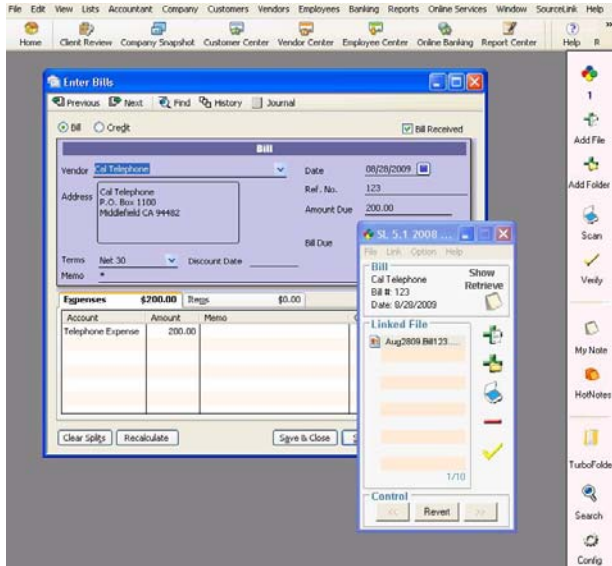 File Edit View Lists Accountant Company Customers Vendors Employees Banking Reports Online Services Window SourceLink Help
Home Client Review Company Snapshot Customer Center Vendor Center Employee Center Online Banking Report Center Help R
Enter Bills
Previous Next Find History Journal
Bill Credit Bill Received
Bill
Vendor Cal Telephone Date 08/28/2009
Address Cal Telephone
P.O. Box 1100
Middlefield CA 94482
Ref. No. 123
Amount Due 200.00
Bill Due
Terms Net 30 Discount Date
Memo *
Expenses $200.00 Items $0.00
Account Amount Memo
Telephone Expense 200.00
Clear Splits Recalculate Save & Close S
SL 5.1 2008 ...
File Link Option Help
Bill
Cal Telephone
Bill #: 123
Date: 8/28/2009
Show
Retrieve
Linked File
Aug2809.Bill123....
1/10
Control
<< Revert >>
1
Add File
Add Folder
Scan
Verify
My Note
HotNotes
TurboFolde
Search
Config